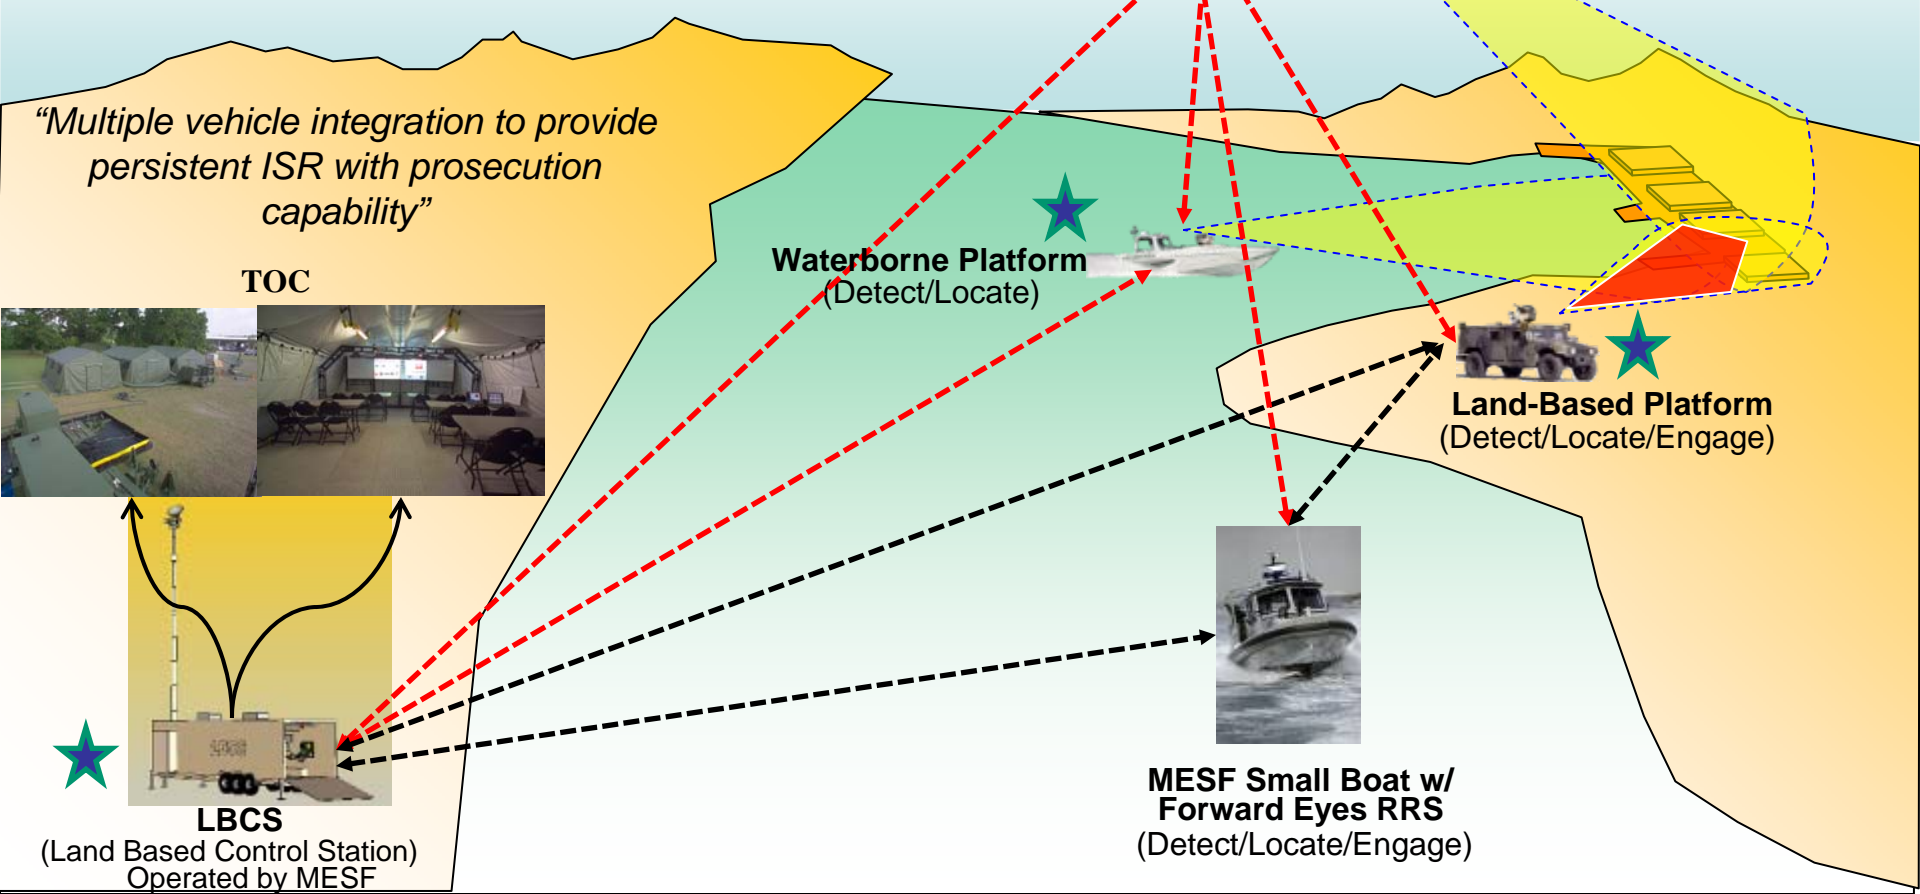 “Multiple vehicle integration to provide
persistent ISR with prosecution
capability”
TOC
Waterborne Platform
(Detect/Locate)
Land-Based Platform
(Detect/Locate/Engage)
LBCS
LBCS
(Land Based Control Station)
Operated by MESF
MESF Small Boat w/
Forward Eyes RRS
(Detect/Locate/Engage)